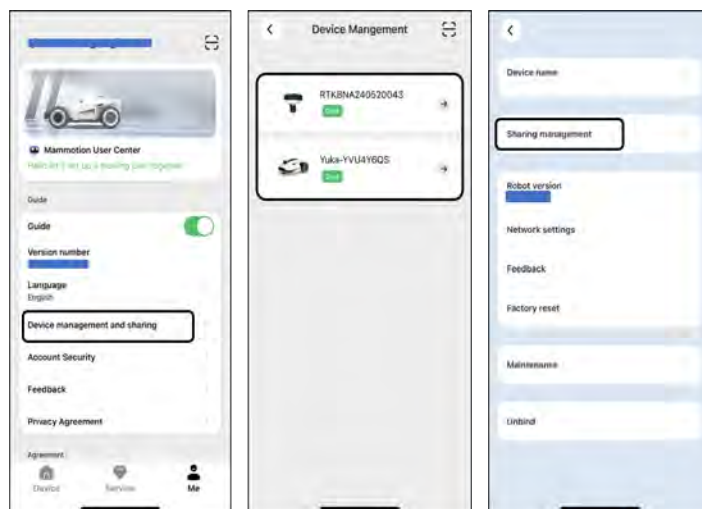 Mammotion User Center
Guide
Guide
Version number
Language
English
Device management and sharing
Account Security
Feedback
Privacy Agreement
Agreement
Device
Service
Me
Device Mangement
RTKBNA240520043
Yuka-YVU4Y6QS
Device name
Sharing management
Robot version
Network settings
Feedback
Factory reset
Maintenance
Unbind